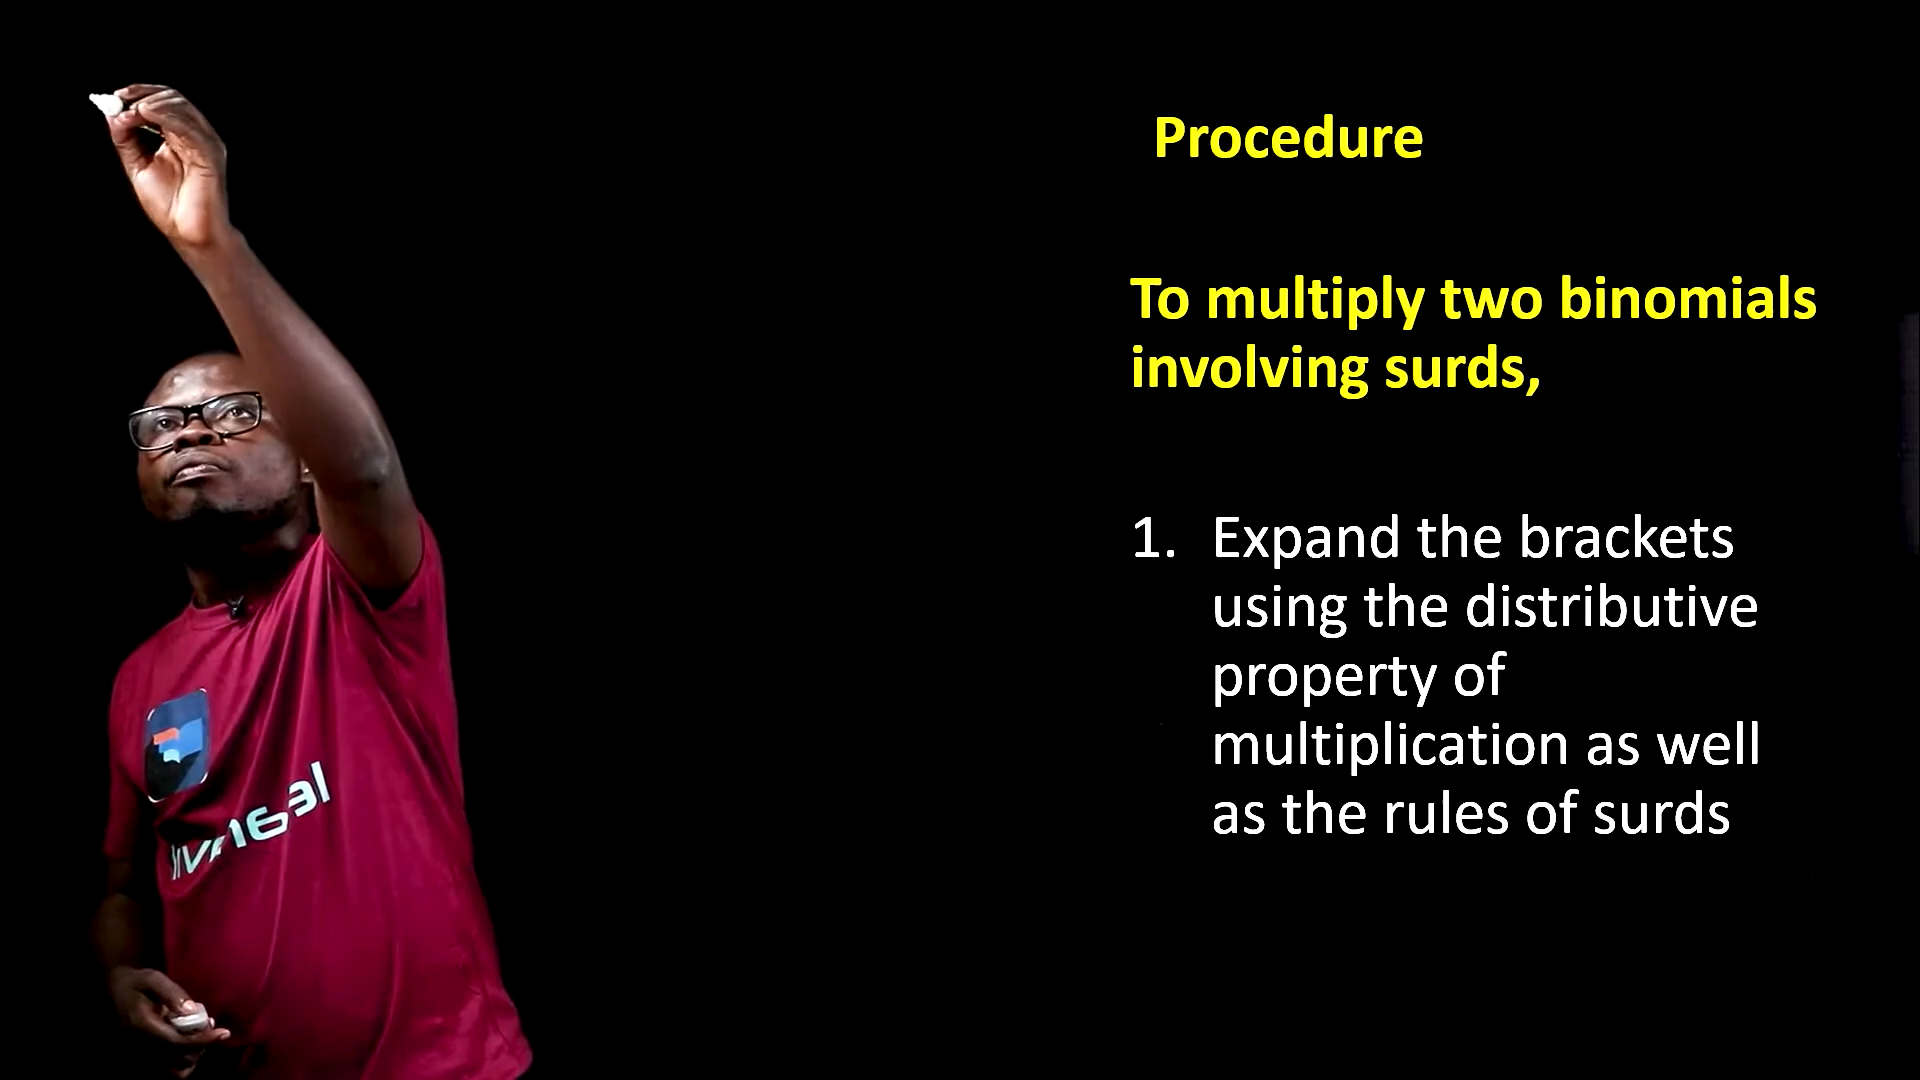 Procedure
To multiply two binomials
involving surds,
1. Expand the brackets
using the distributive
property of
multiplication as well
as the rules of surds